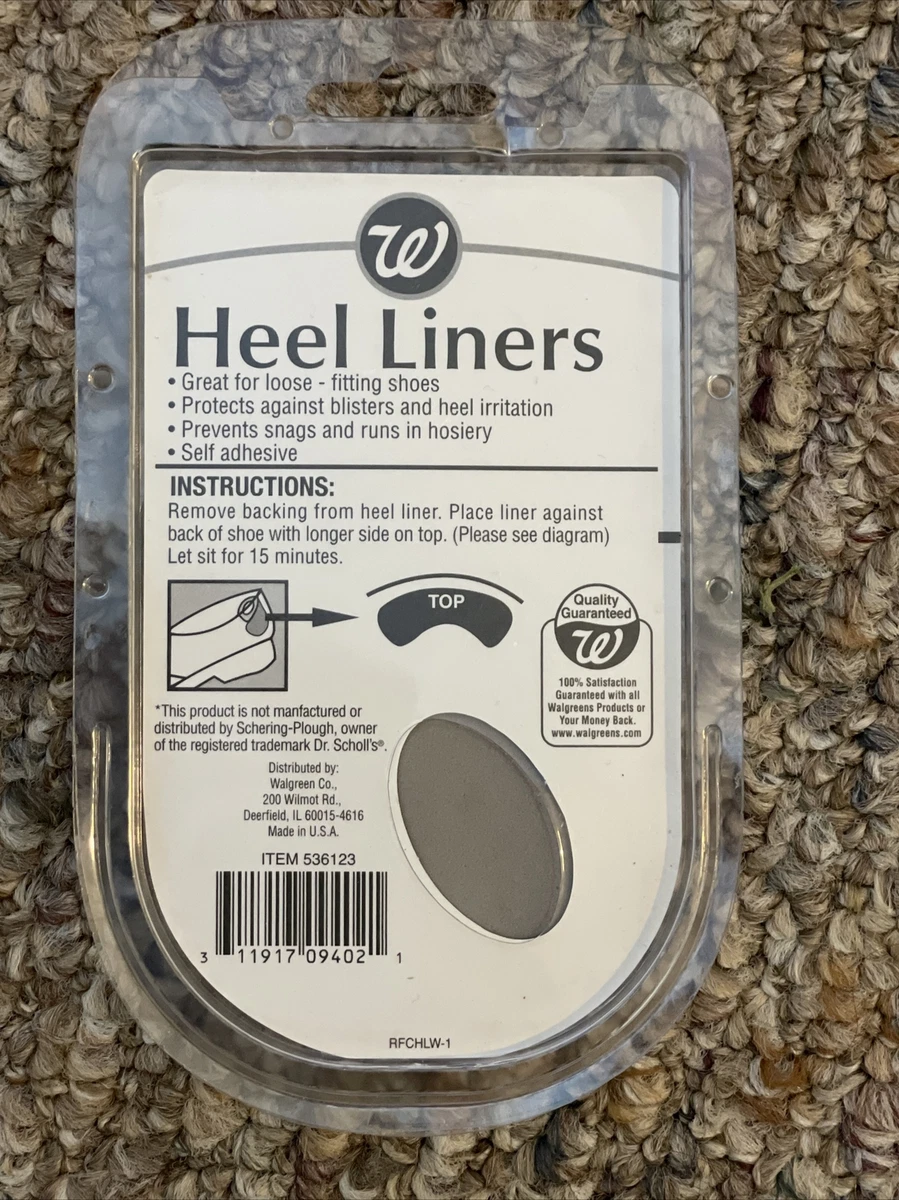 W
Heel Liners
• Great for loose - fitting shoes
• Protects against blisters and heel irritation
• Prevents snags and runs in hosiery
• Self adhesive
INSTRUCTIONS:
Remove backing from heel liner. Place liner against
back of shoe with longer side on top. (Please see diagram)
Let sit for 15 minutes.
TOP
Quality
Guaranteed
W
100% Satisfaction
Guaranteed with all
Walgreens Products or
Your Money Back.
www.walgreens.com
*This product is not manfactured or
distributed by Schering-Plough, owner
of the registered trademark Dr. Scholl's®.
Distributed by:
Walgreen Co.,
200 Wilmot Rd.,
Deerfield, IL 60015-4616
Made in U.S.A.
ITEM 536123
3 11917 09402 1
RFCHLW-1